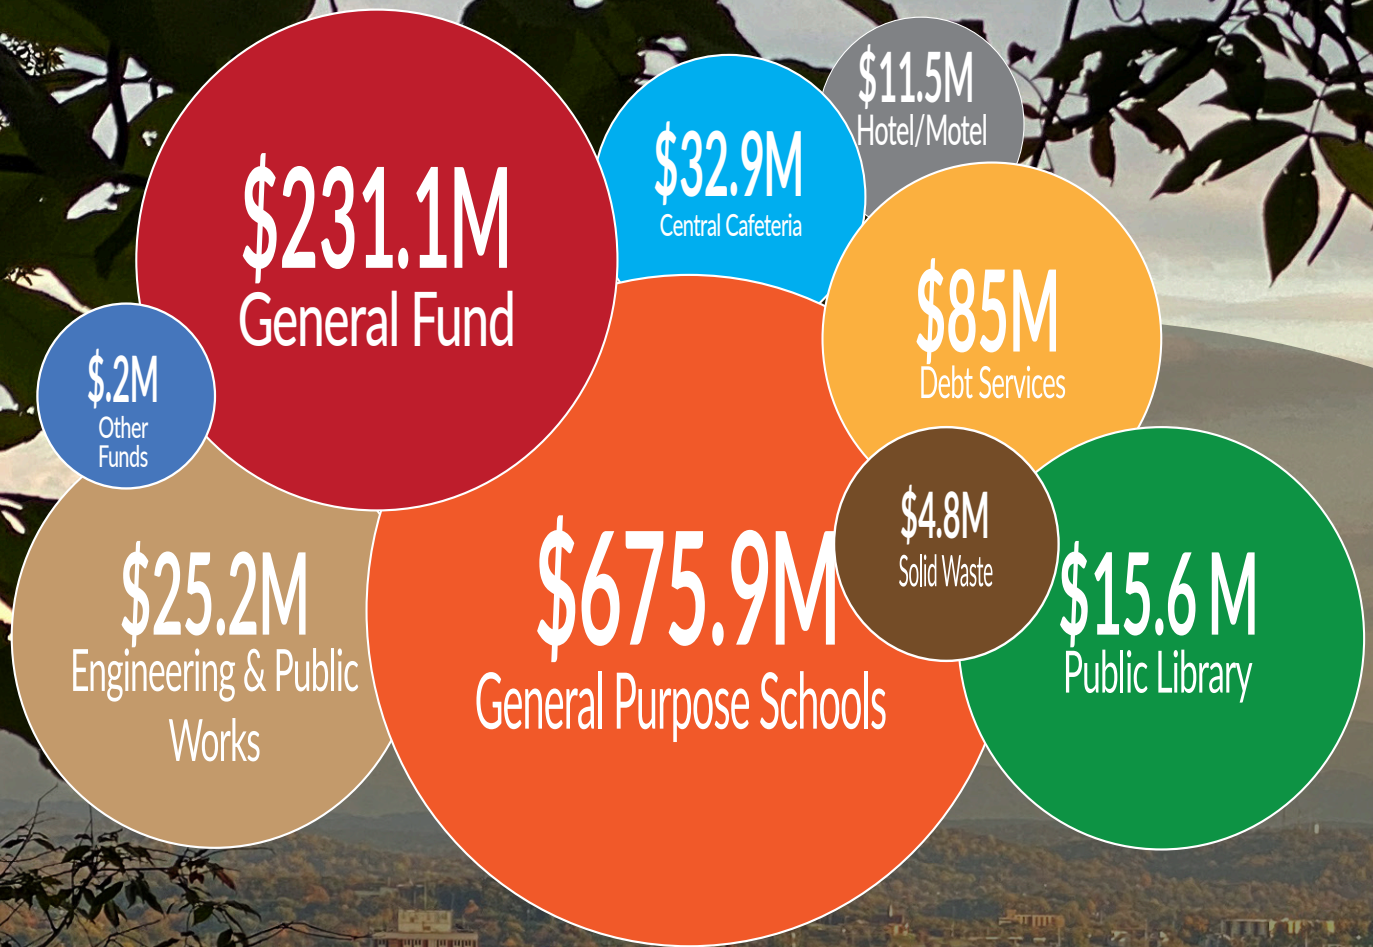 $231.1M
General Fund
$32.9M
Central Cafeteria
$11.5M
Hotel/Motel
$85M
Debt Services
$.2M
Other
Funds
$25.2M
Engineering & Public
Works
$675.9M
General Purpose Schools
$4.8M
Solid Waste
$15.6 M
Public Library